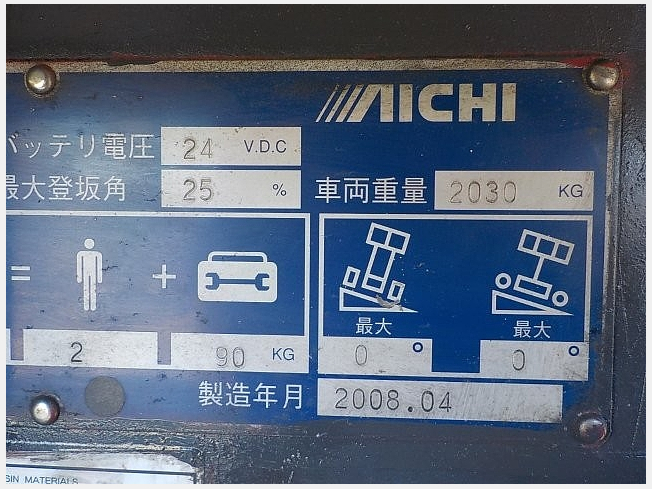 AICHI
バッテリ電圧 24 V.D.C
最大登坂角 25 % 車両重量 2030 KG
= +
最大 最大
2 90 KG 0 ° 0 °
製造年月 2008.04
SIN MATERIALS